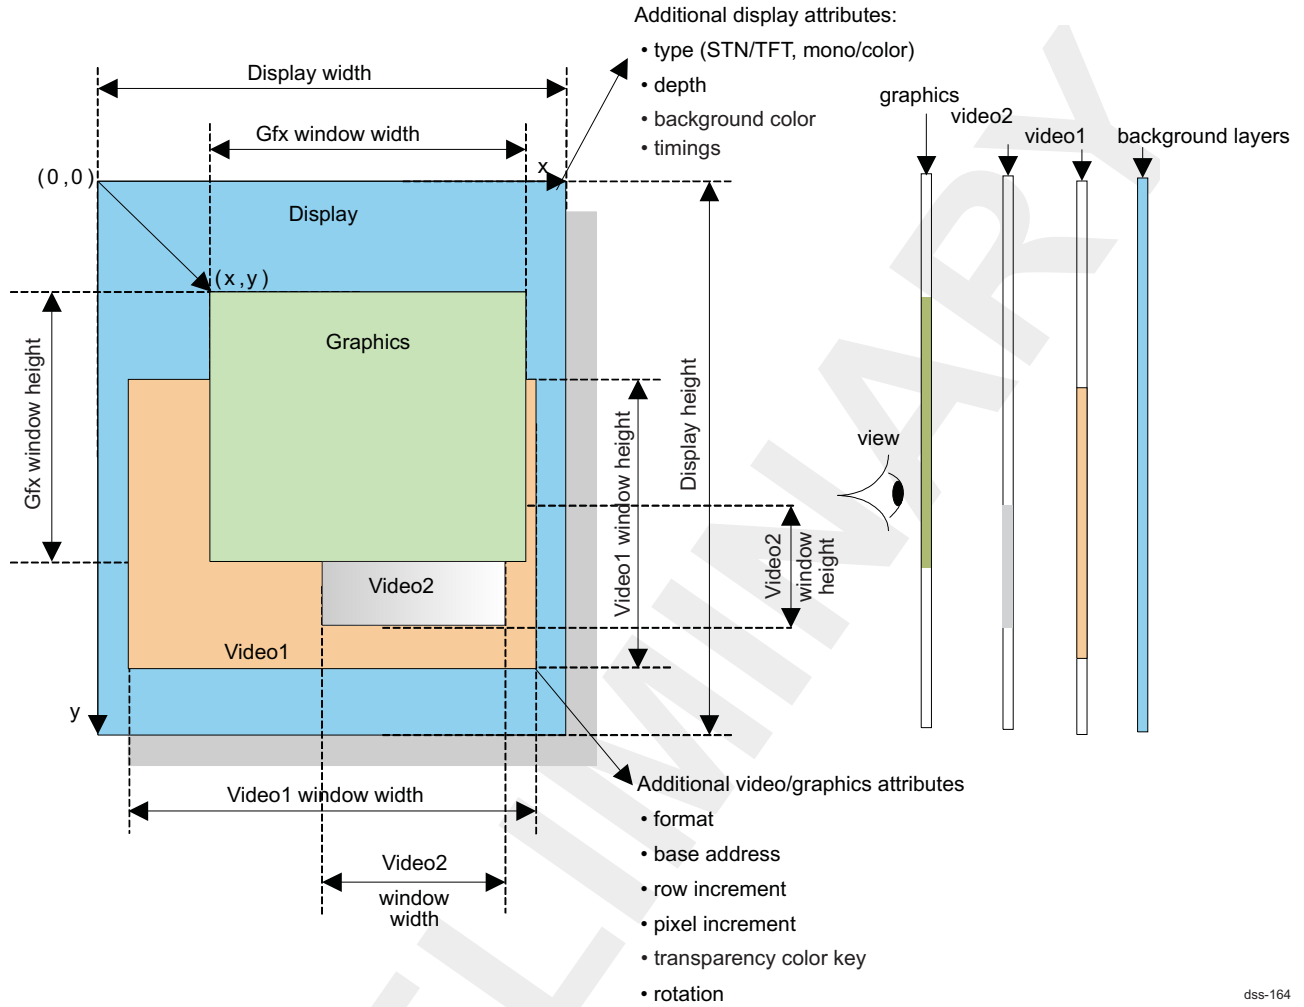 Additional display attributes:
• type (STN/TFT, mono/color)
• depth
• background color
• timings
Display width
Gfx window width
(0,0)
x
Display
(x,y)
Graphics
Gfx window height
Video1 window height
Display height
Video2
window
height
Video2
Video1
y
Video1 window width
Video2
window
width
graphics
video2
video1
background layers
view
Additional video/graphics attributes
• format
• base address
• row increment
• pixel increment
• transparency color key
• rotation
dss-164